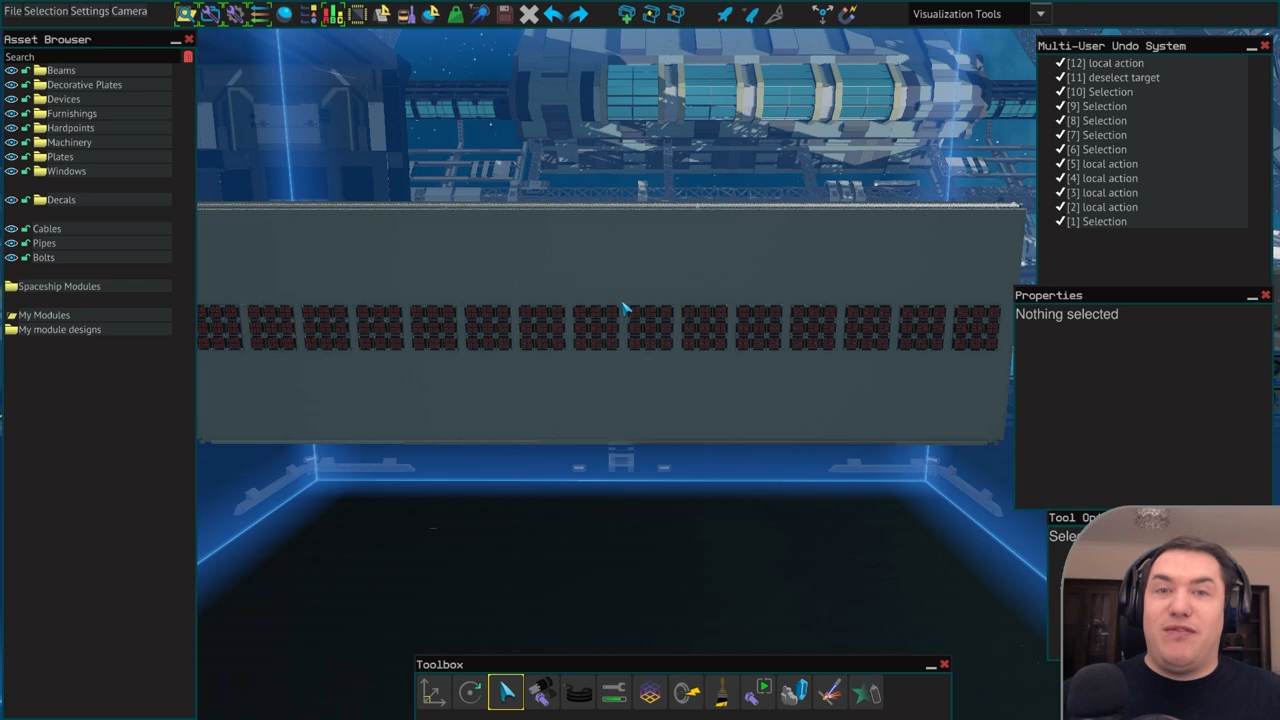 File Selection Settings Camera
Visualization Tools
Asset Browser
Search
Beams
Decorative Plates
Devices
Furnishings
Hardpoints
Machinery
Plates
Windows
Decals
Cables
Pipes
Bolts
Spaceship Modules
My Modules
My module designs
Multi-User Undo System
[12] local action
[11] deselect target
[10] Selection
[9] Selection
[8] Selection
[7] Selection
[6] Selection
[5] local action
[4] local action
[3] local action
[2] local action
[1] Selection
Properties
Nothing selected
Tool
Toolbox